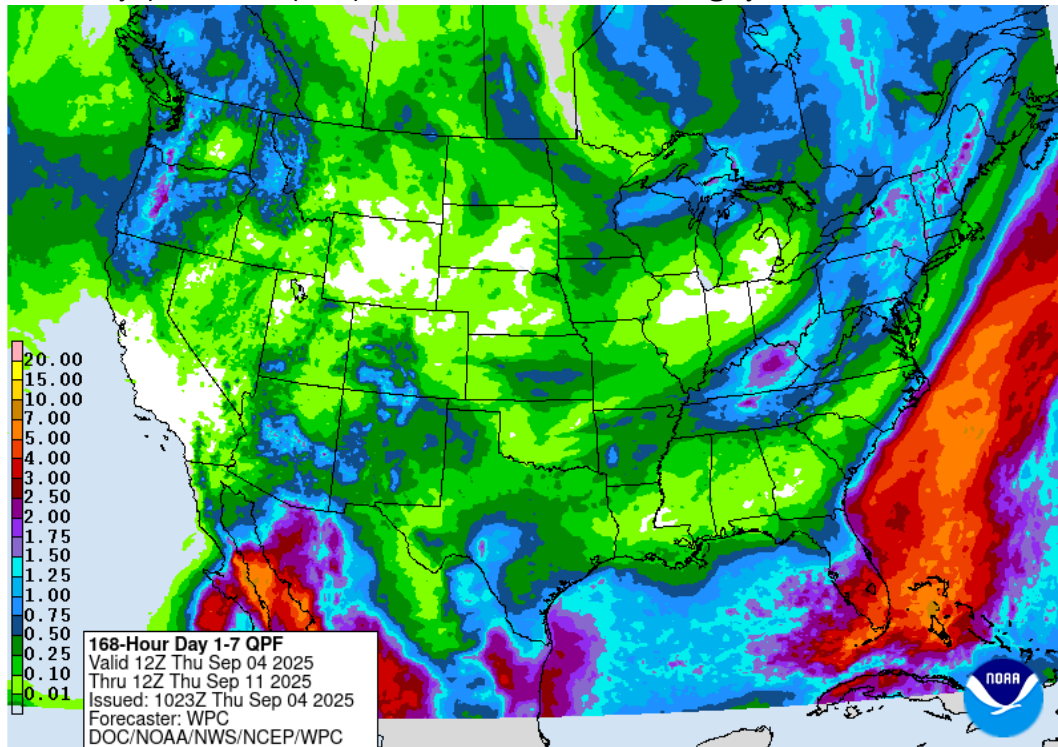 20.00
15.00
10.00
7.00
5.00
4.00
3.00
2.50
2.00
1.75
1.50
1.25
1.00
0.75
0.50
0.25
0.10
0.01
168-Hour Day 1-7 QPF
Valid 12Z Thu Sep 04 2025
Thru 12Z Thu Sep 11 2025
Issued: 1023Z Thu Sep 04 2025
Forecaster: WPC
DOC/NOAA/NWS/NCEP/WPC
NOAA